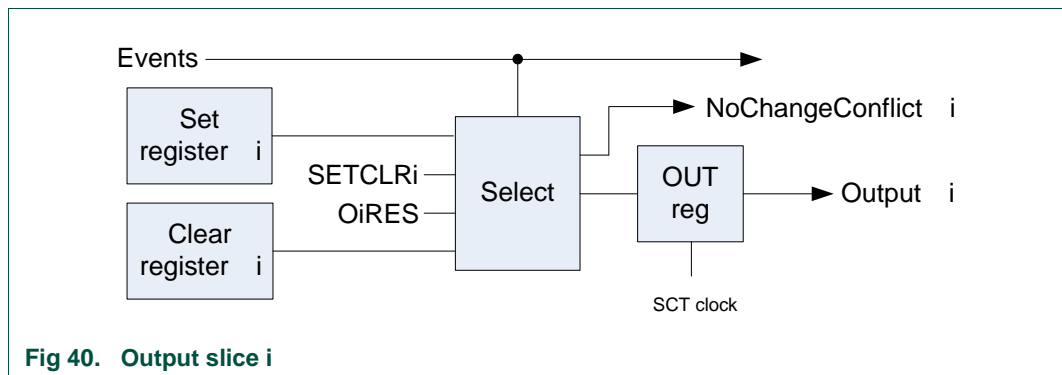 Events
Set
register i
NoChangeConflict i
SETCLRi
OiRES
Select
OUT
reg
Output i
Clear
register i
SCT clock
Fig 40. Output slice i